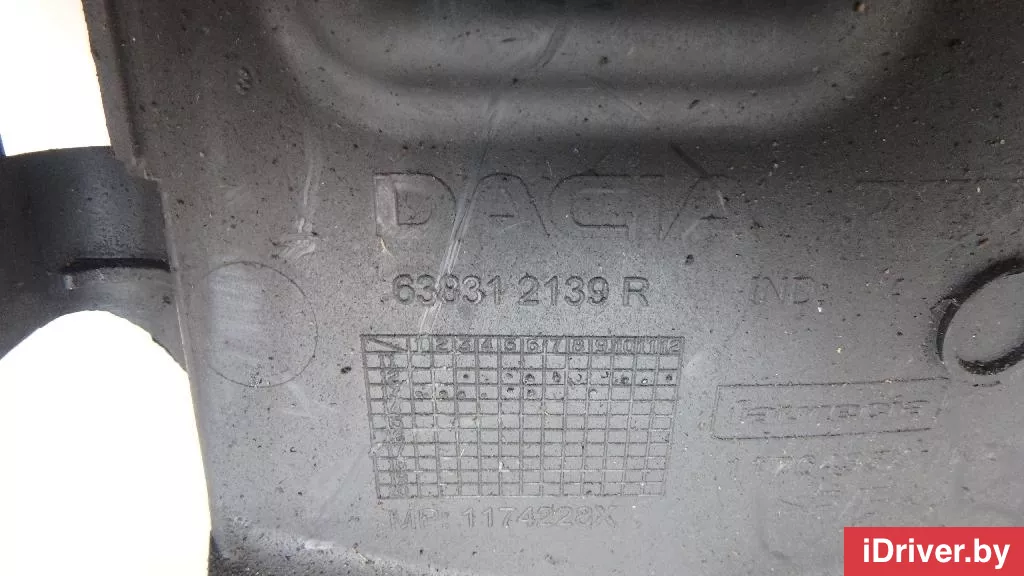 DACIA
63831 2139 R
IND:
1 2 3 4 5 6 7 8 9 10 11 12
faurecia
MP: 1174228X
iDriver.by